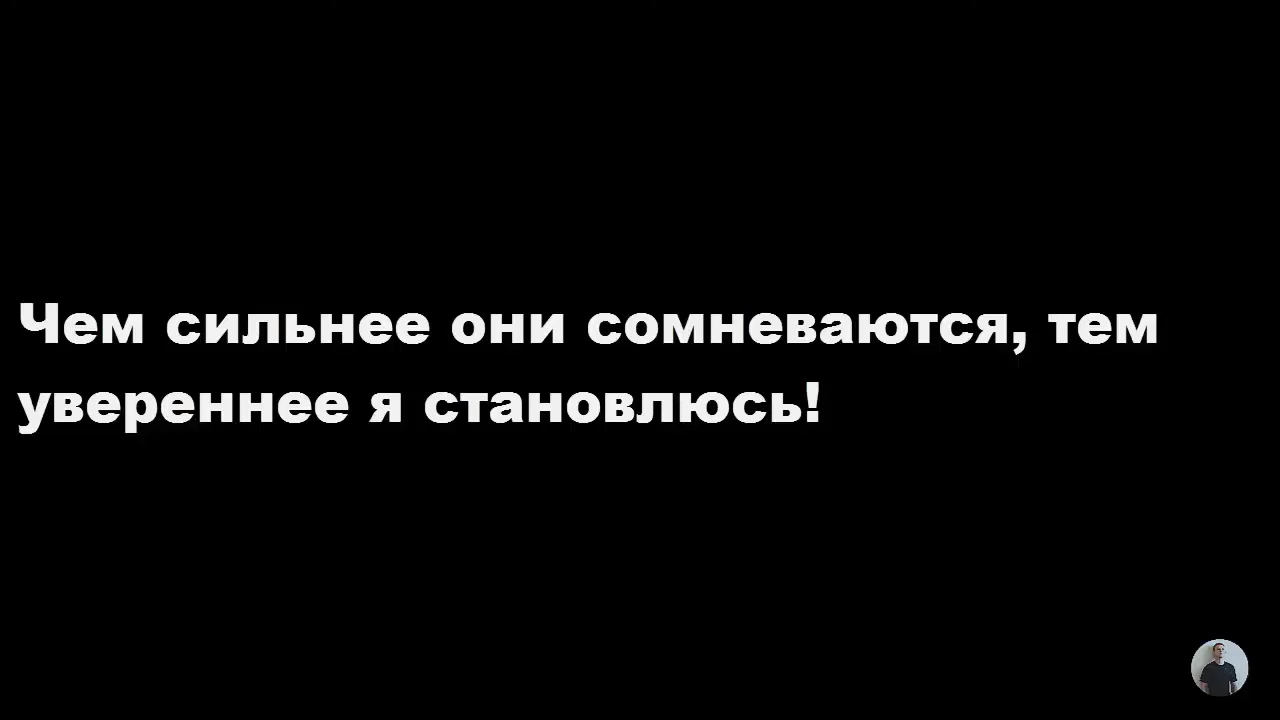 Чем сильнее они сомневаются, тем
увереннее я становлюсь!